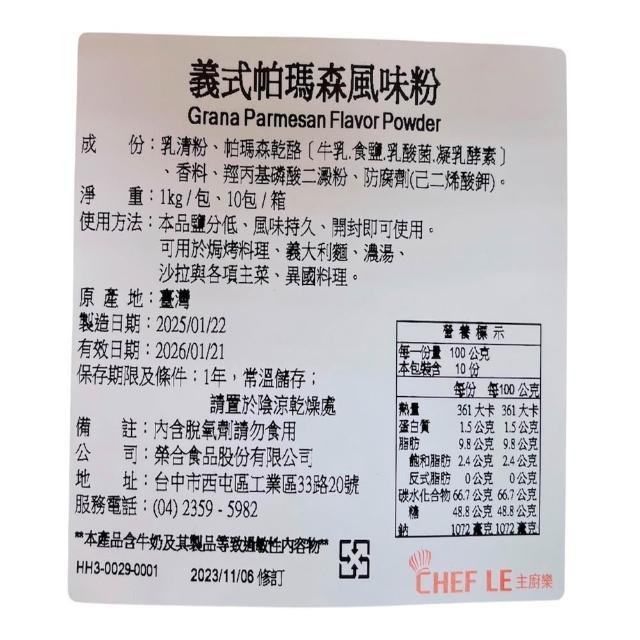 義式帕瑪森風味粉
Grana Parmesan Flavor Powder
成 份：乳清粉、帕瑪森乾酪〔牛乳.食鹽.乳酸菌.凝乳酵素〕
、香料、羥丙基磷酸二澱粉、防腐劑(己二烯酸鉀)。
淨 重：1kg / 包、10包 / 箱
使用方法：本品鹽分低、風味持久、開封即可使用。
可用於焗烤料理、義大利麵、濃湯、
沙拉與各項主菜、異國料理。
原 產 地：臺灣
製造日期：2025/01/22
有效日期：2026/01/21
保存期限及條件：1年，常溫儲存；
請置於陰涼乾燥處
備 註：內含脫氧劑請勿食用
公 司：榮合食品股份有限公司
地 址：台中市西屯區工業區33路20號
服務電話：(04) 2359 - 5982
**本產品含牛奶及其製品等致過敏性內容物**
HH3-0029-0001 2023/11/06 修訂
營 養 標 示
每一份量 100 公克
本包裝含 10 份
每份 每100 公克
熱量 361 大卡 361 大卡
蛋白質 1.5 公克 1.5 公克
脂肪 9.8 公克 9.8 公克
飽和脂肪 2.4 公克 2.4 公克
反式脂肪 0 公克 0 公克
碳水化合物 66.7 公克 66.7 公克
糖 48.8 公克 48.8 公克
鈉 1072 毫克 1072 毫克
CHEF LE 主廚樂